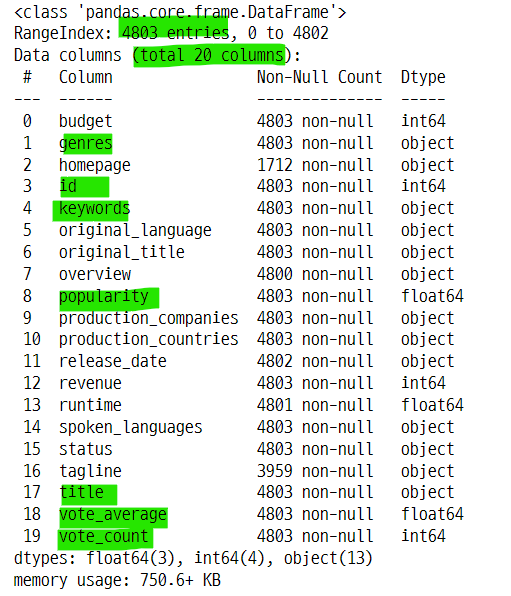 <class 'pandas.core.frame.DataFrame'>
RangeIndex: 4803 entries, 0 to 4802
Data columns (total 20 columns):
 #   Column                Non-Null Count  Dtype
---  ------                --------------  -----
 0   budget                4803 non-null   int64
 1   genres                4803 non-null   object
 2   homepage              1712 non-null   object
 3   id                    4803 non-null   int64
 4   keywords              4803 non-null   object
 5   original_language     4803 non-null   object
 6   original_title        4803 non-null   object
 7   overview              4800 non-null   object
 8   popularity            4803 non-null   float64
 9   production_companies  4803 non-null   object
 10  production_countries  4803 non-null   object
 11  release_date          4802 non-null   object
 12  revenue               4803 non-null   int64
 13  runtime               4801 non-null   float64
 14  spoken_languages      4803 non-null   object
 15  status                4803 non-null   object
 16  tagline               3959 non-null   object
 17  title                 4803 non-null   object
 18  vote_average          4803 non-null   float64
 19  vote_count            4803 non-null   int64
dtypes: float64(3), int64(4), object(13)
memory usage: 750.6+ KB